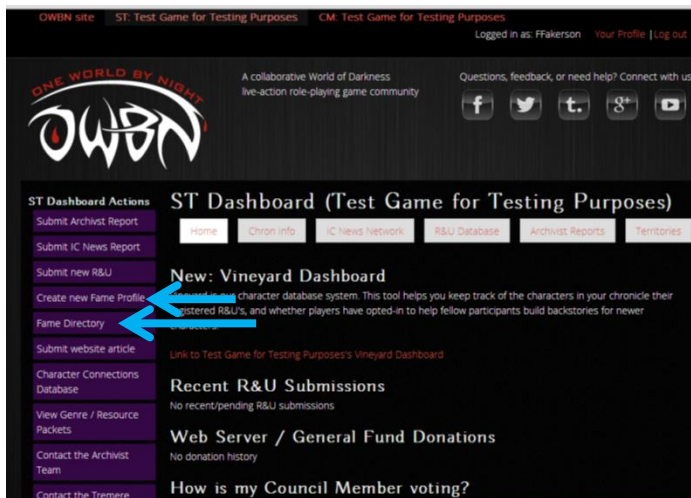 OWBN site ST: Test Game for Testing Purposes CM: Test Game for Testing Purposes
Logged in as: FFakerson Your Profile | Log out
ONE WORLD BY NIGHT
OWBN
A collaborative World of Darkness
live-action role-playing game community
Questions, feedback, or need help? Connect with us
f t. g+
ST Dashboard Actions
Submit Archivst Report
Submit IC News Report
Submit new R&U
Create new Fame Profile
Fame Directory
Submit website article
Character Connections
Database
View Genre / Resource
Packets
Contact the Archivist
Team
Contact the Tremere
ST Dashboard (Test Game for Testing Purposes)
Home Chron Info IC News Network R&U Database Archivist Reports Territories
New: Vineyard Dashboard
is our character database system. This tool helps you keep track of the characters in your chronicle their
registered R&U's, and whether players have opted-in to help fellow participants build backstories for newer
characters.
Link to Test Game for Testing Purposes's Vineyard Dashboard
Recent R&U Submissions
No recent/pending R&U submissions
Web Server / General Fund Donations
No donation history
How is my Council Member voting?